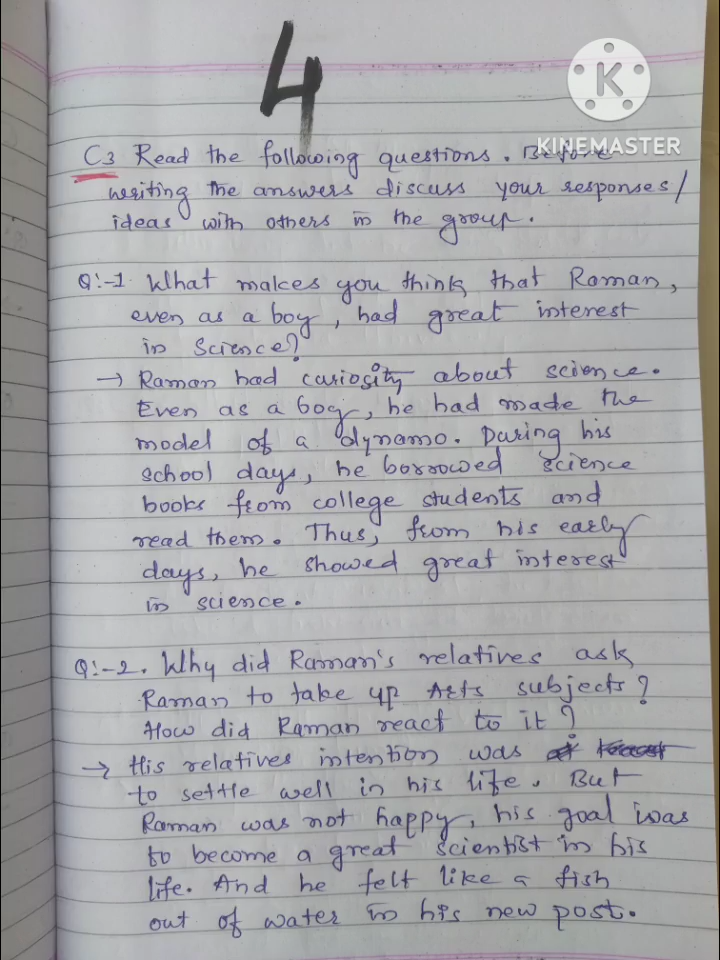 4
K
KINEMASTER
C3 Read the following questions. Before
writing the answers discuss your responses/
ideas with others in the group.
Q:-1 What makes you think that Raman,
even as a boy, had great interest
in Science?
→ Raman had curiosity about science.
Even as a boy, he had made the
model of a dynamo. During his
school days, he borrowed science
books from college students and
read them. Thus, from his early
days, he showed great interest
in science.
Q:-2. Why did Raman's relatives ask
Raman to take up Arts subjects?
How did Raman react to it?
→ His relatives intention was
to settle well in his life. But
Raman was not happy, his goal was
to become a great scientist in his
life. And he felt like a fish
out of water in his new post.